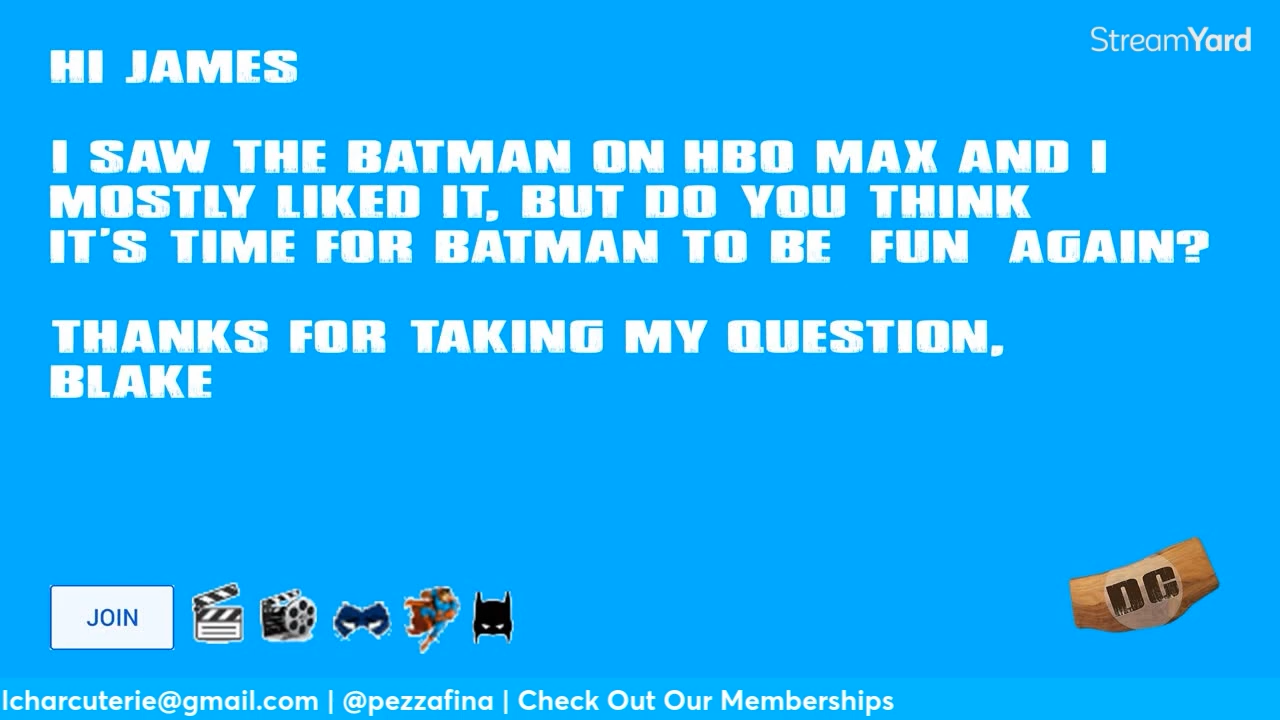 StreamYard
HI JAMES
I SAW THE BATMAN ON HBO MAX AND I
MOSTLY LIKED IT, BUT DO YOU THINK
IT'S TIME FOR BATMAN TO BE FUN AGAIN?
THANKS FOR TAKING MY QUESTION,
BLAKE
JOIN
DC
lcharcuterie@gmail.com | @pezzafina | Check Out Our Memberships